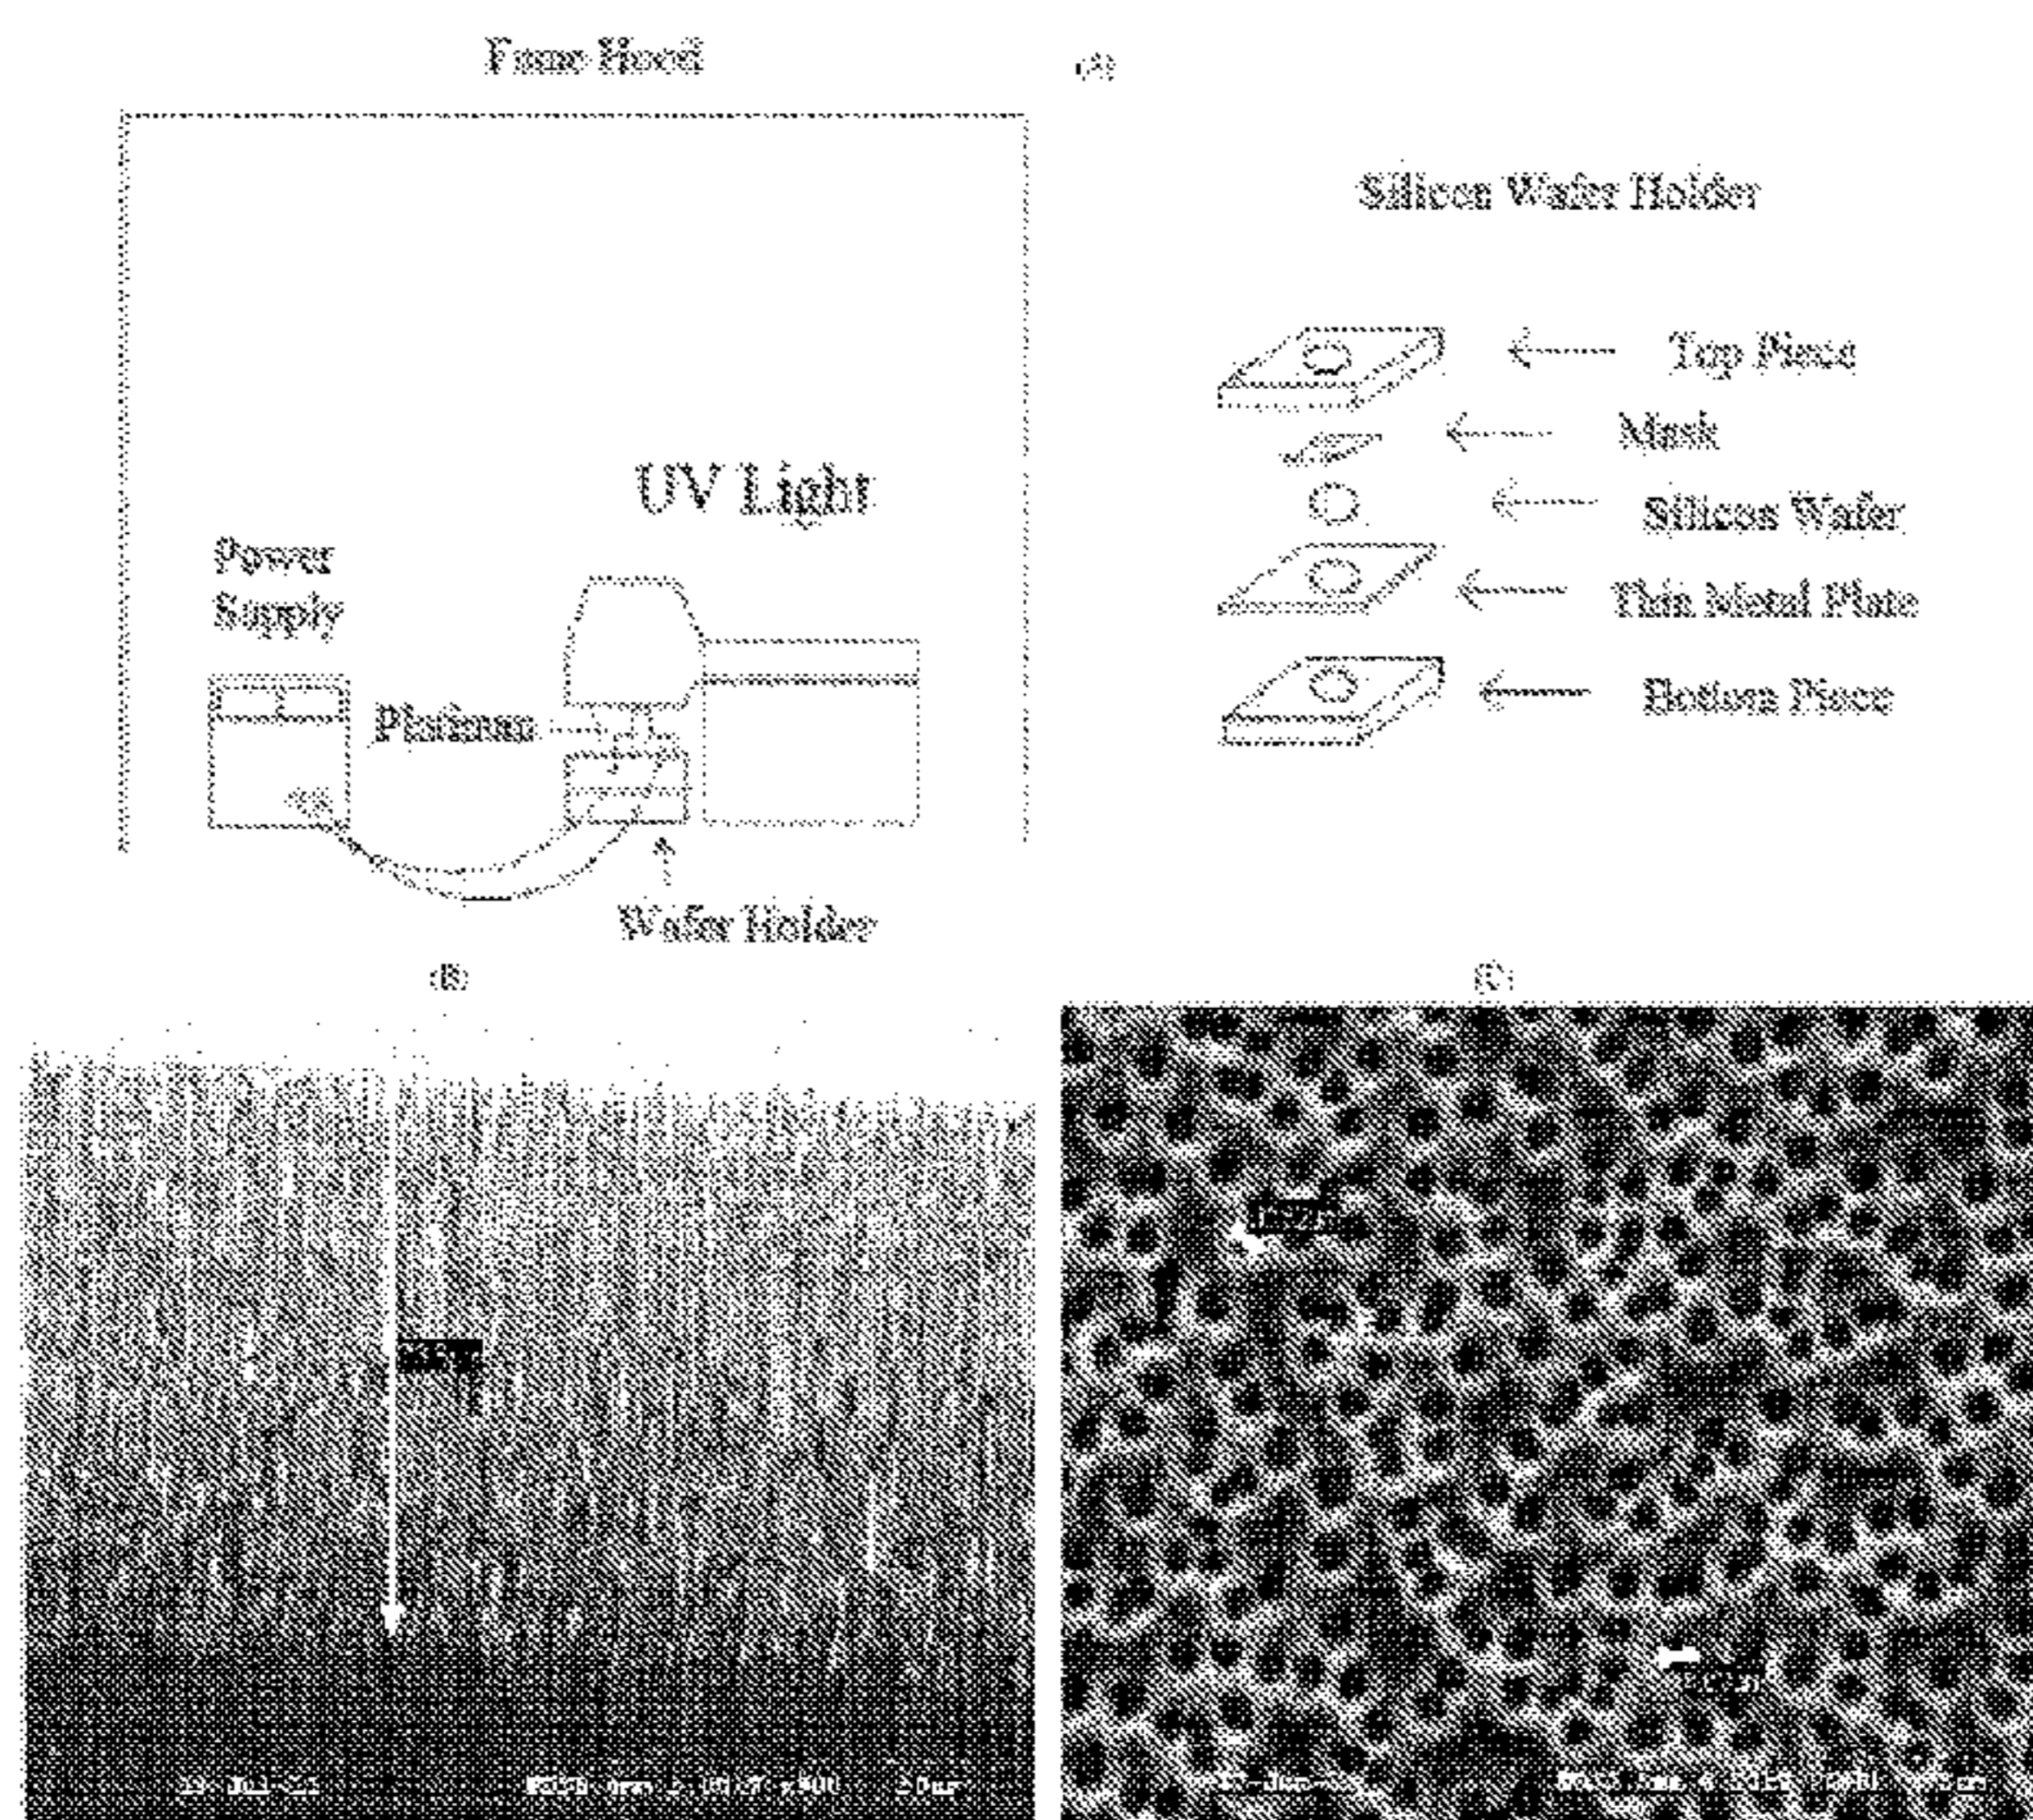 Fume Hood
(A)
Silicon Wafer Holder
Top Piece
Mask
UV Light
Silicon Wafer
Power
Supply
Thin Metal Plate
Platinum
Bottom Piece
Wafer Holder
(B)
(C)